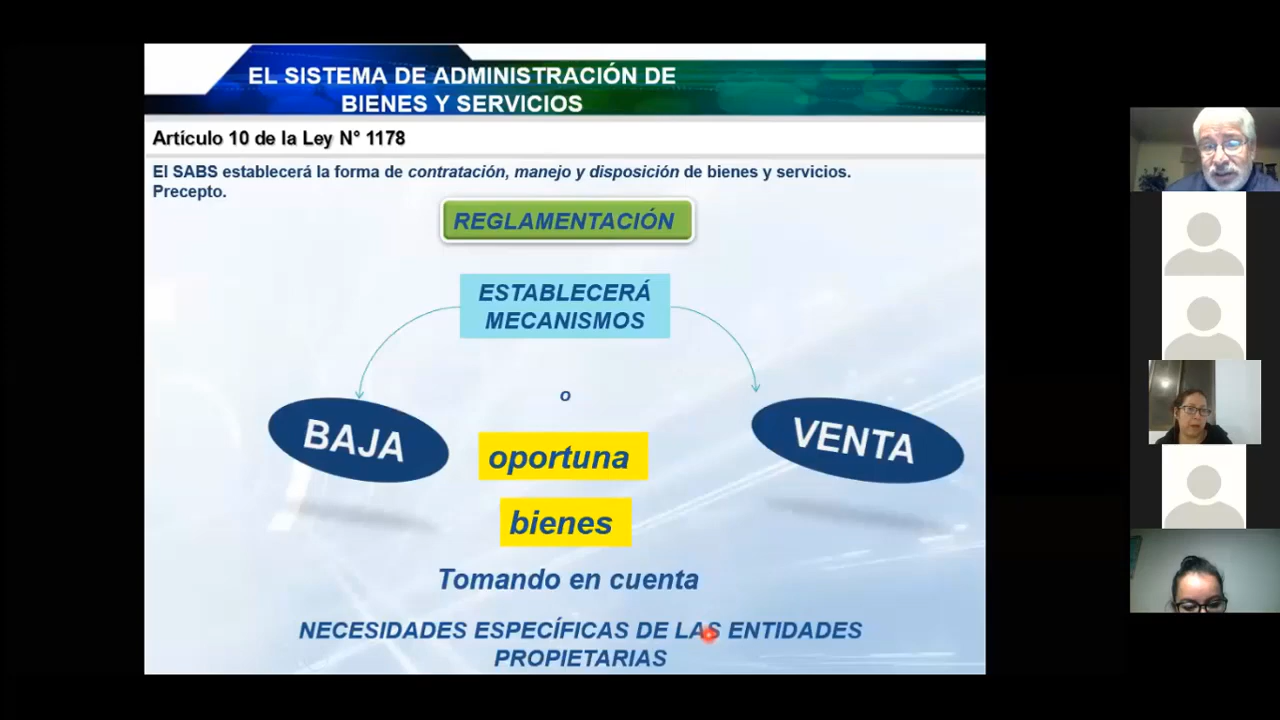 EL SISTEMA DE ADMINISTRACIÓN DE
BIENES Y SERVICIOS
Artículo 10 de la Ley N° 1178
El SABS establecerá la forma de contratación, manejo y disposición de bienes y servicios.
Precepto.
REGLAMENTACIÓN
ESTABLECERÁ
MECANISMOS
o
BAJA
VENTA
oportuna
bienes
Tomando en cuenta
NECESIDADES ESPECÍFICAS DE LAS ENTIDADES
PROPIETARIAS